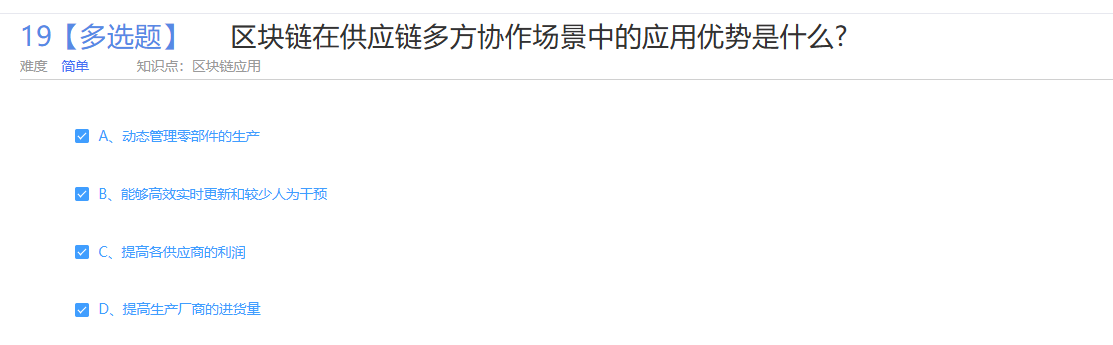 19【多选题】 区块链在供应链多方协作场景中的应用优势是什么?
难度 简单 知识点：区块链应用
A、动态管理零部件的生产
B、能够高效实时更新和较少人为干预
C、提高各供应商的利润
D、提高生产厂商的进货量